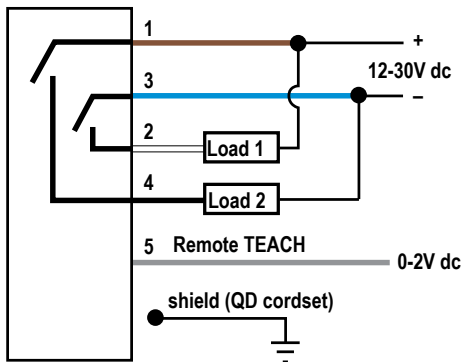 1
+
12-30V dc
3
–
2
Load 1
4
Load 2
5 Remote TEACH
0-2V dc
shield (QD cordset)